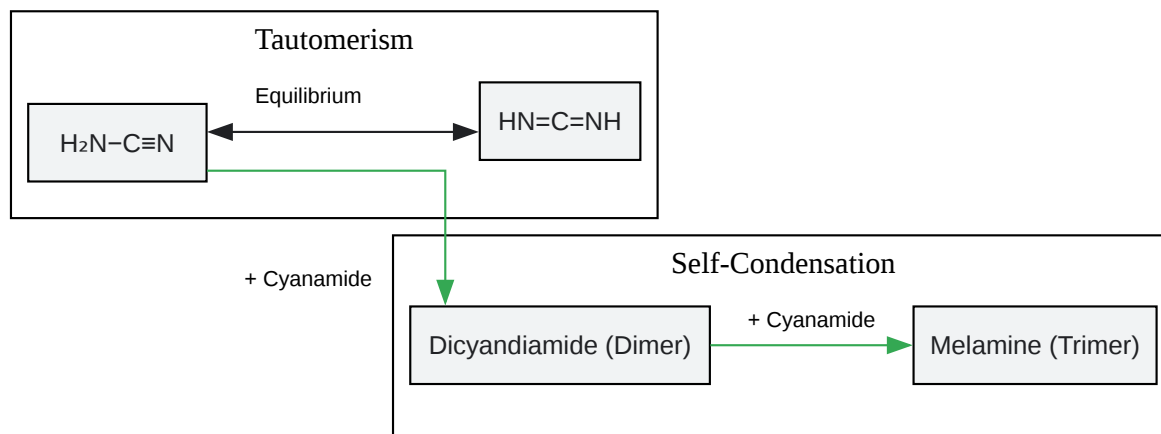 Tautomerism
Equilibrium
H₂N−C≡N
HN=C=NH
+ Cyanamide
Self-Condensation
Dicyandiamide (Dimer)
+ Cyanamide
Melamine (Trimer)